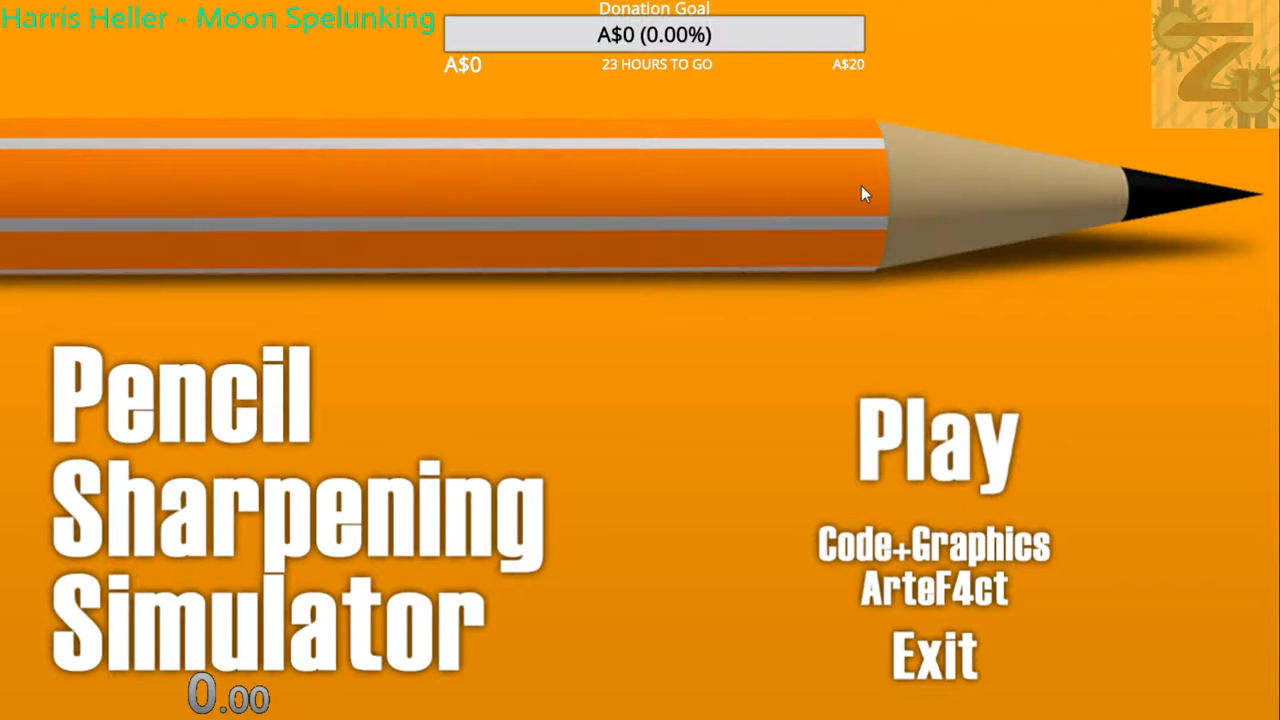 Harris Heller - Moon Spelunking
Donation Goal
A$0 (0.00%)
A$0
23 HOURS TO GO
A$20
ZR
Pencil
Sharpening
Simulator
Play
Code+Graphics
ArteF4ct
Exit
0.00